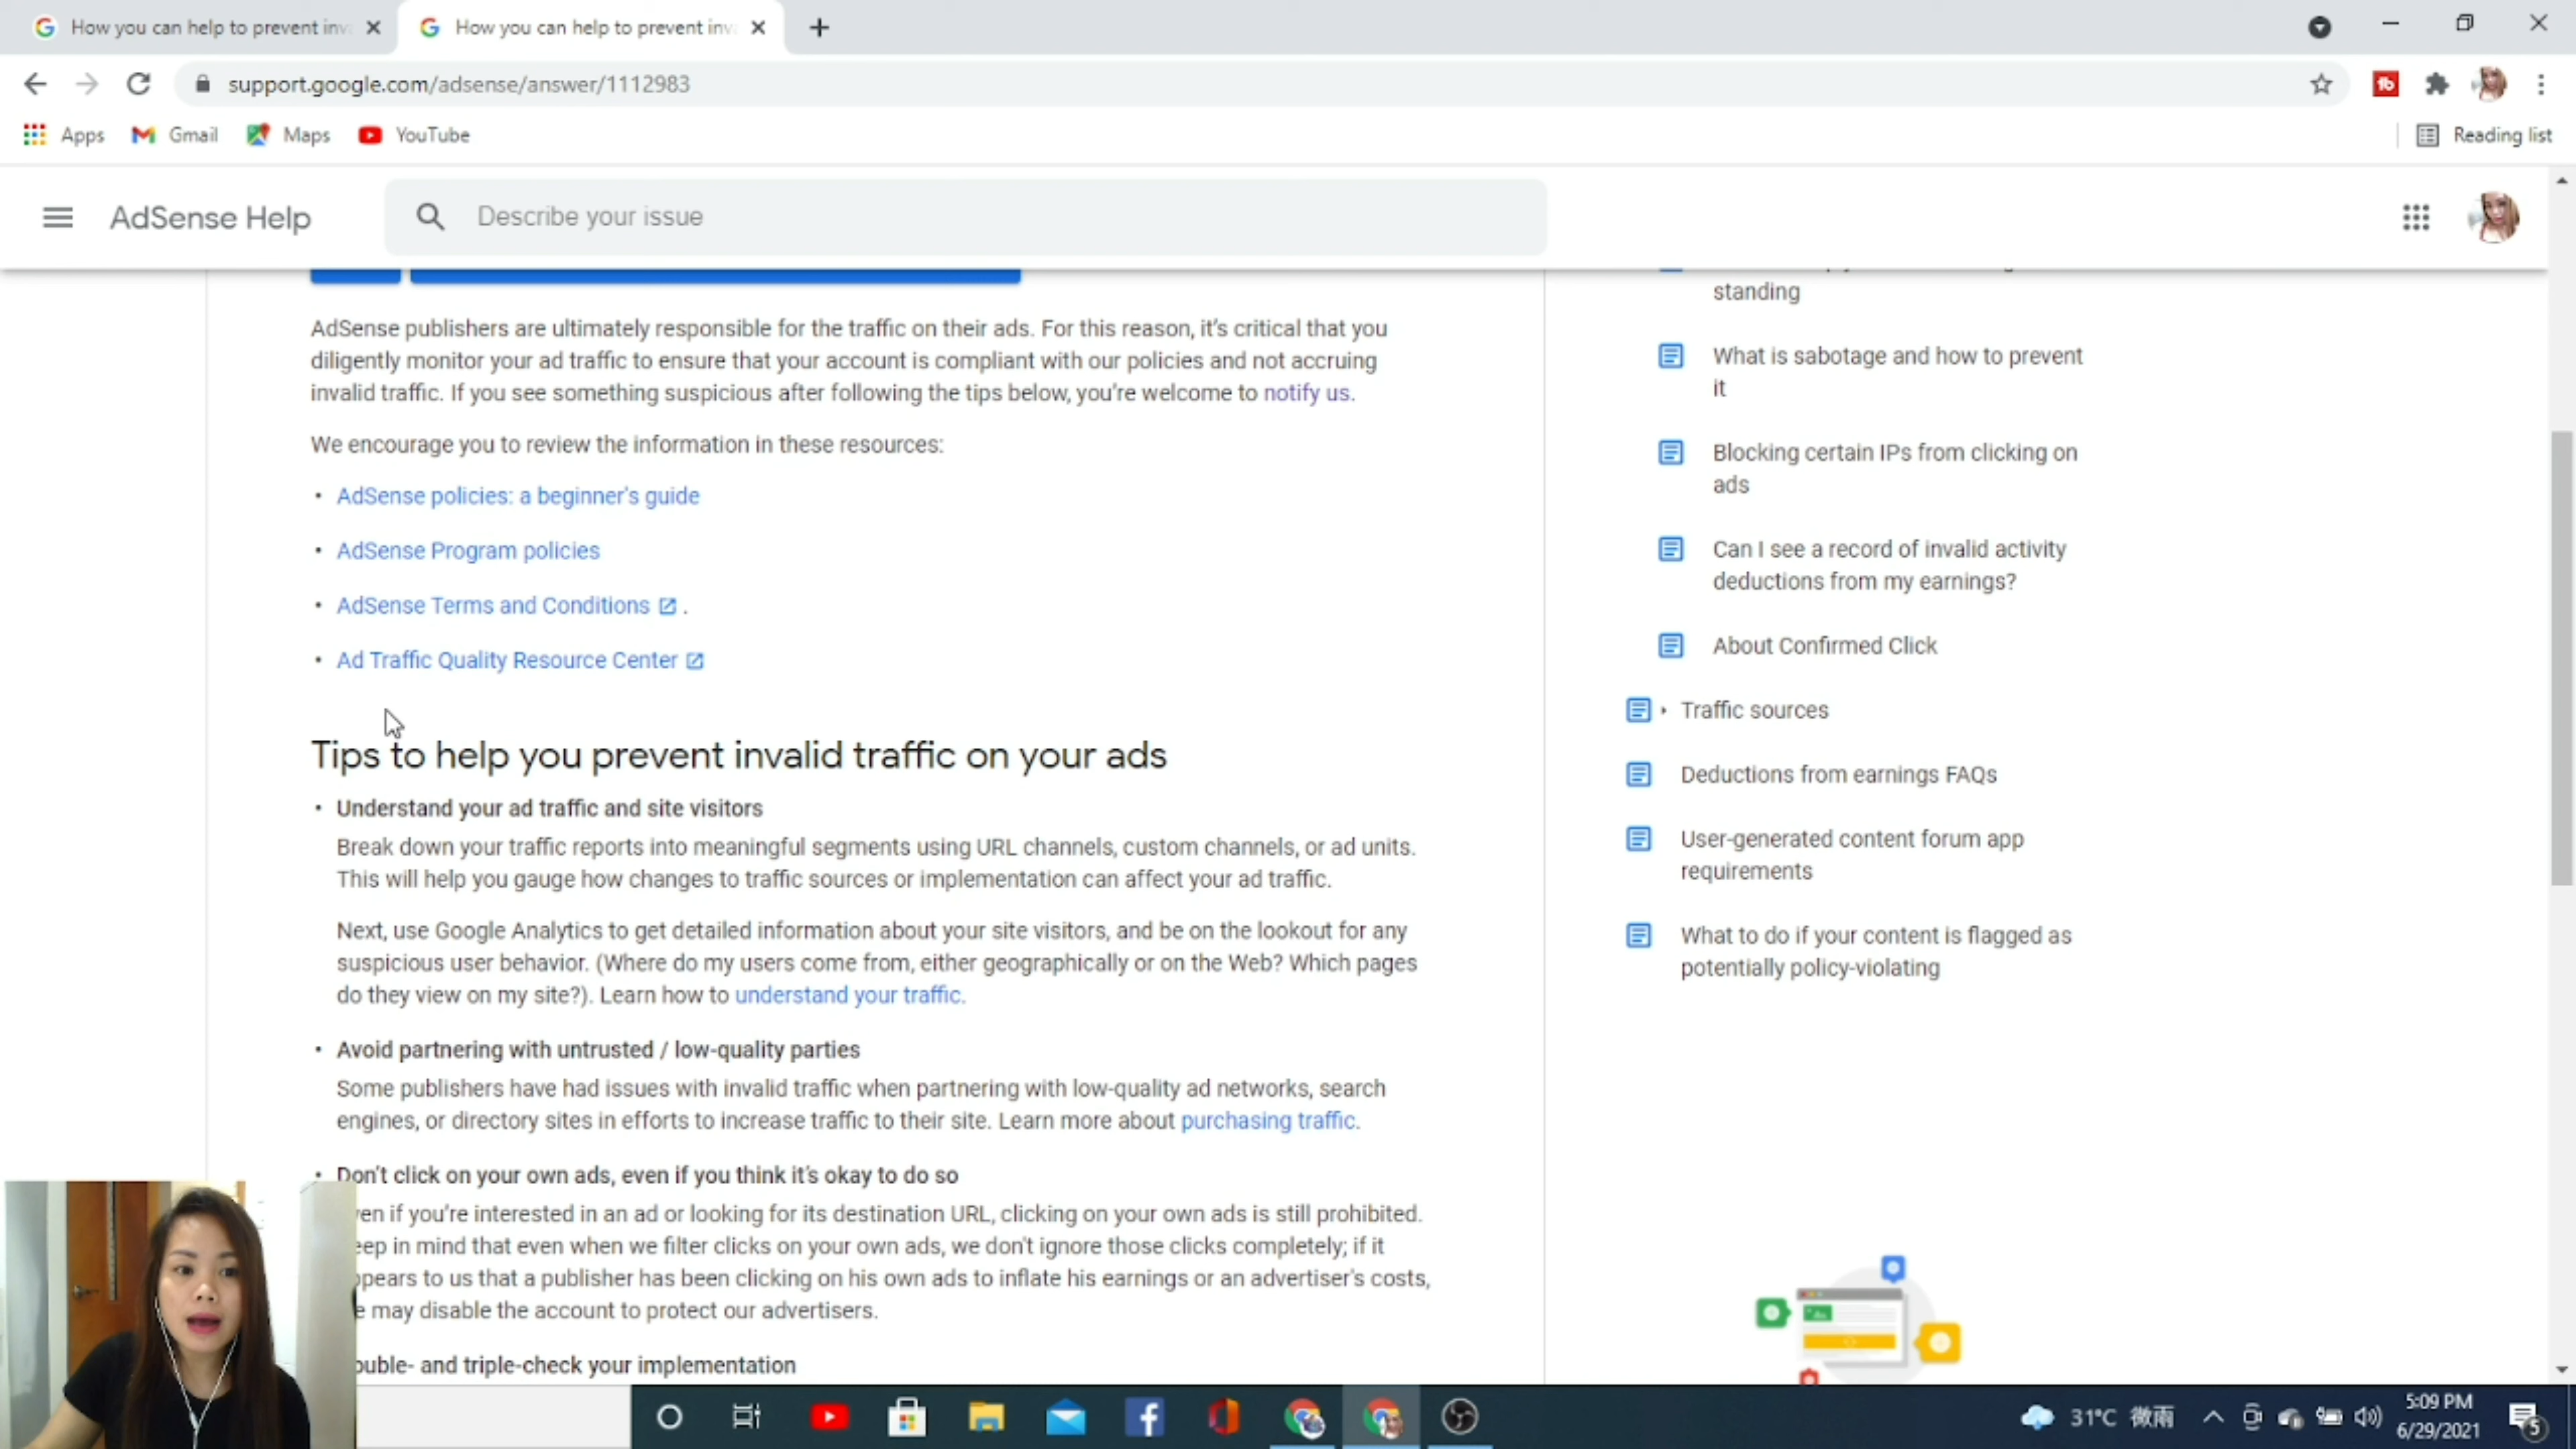 How you can help to prevent inv
How you can help to prevent inv
support.google.com/adsense/answer/1112983
Apps
Gmail
Maps
YouTube
Reading list
AdSense Help
Describe your issue
AdSense publishers are ultimately responsible for the traffic on their ads. For this reason, it's critical that you
diligently monitor your ad traffic to ensure that your account is compliant with our policies and not accruing
invalid traffic. If you see something suspicious after following the tips below, you're welcome to notify us.
We encourage you to review the information in these resources:
• AdSense policies: a beginner's guide
• AdSense Program policies
• AdSense Terms and Conditions .
• Ad Traffic Quality Resource Center
Tips to help you prevent invalid traffic on your ads
• Understand your ad traffic and site visitors
Break down your traffic reports into meaningful segments using URL channels, custom channels, or ad units.
This will help you gauge how changes to traffic sources or implementation can affect your ad traffic.
Next, use Google Analytics to get detailed information about your site visitors, and be on the lookout for any
suspicious user behavior. (Where do my users come from, either geographically or on the Web? Which pages
do they view on my site?). Learn how to understand your traffic.
• Avoid partnering with untrusted / low-quality parties
Some publishers have had issues with invalid traffic when partnering with low-quality ad networks, search
engines, or directory sites in efforts to increase traffic to their site. Learn more about purchasing traffic.
• Don't click on your own ads, even if you think it's okay to do so
ven if you're interested in an ad or looking for its destination URL, clicking on your own ads is still prohibited.
eep in mind that even when we filter clicks on your own ads, we don't ignore those clicks completely; if it
ppears to us that a publisher has been clicking on his own ads to inflate his earnings or an advertiser's costs,
e may disable the account to protect our advertisers.
ouble- and triple-check your implementation
standing
What is sabotage and how to prevent
it
Blocking certain IPs from clicking on
ads
Can I see a record of invalid activity
deductions from my earnings?
About Confirmed Click
Traffic sources
Deductions from earnings FAQs
User-generated content forum app
requirements
What to do if your content is flagged as
potentially policy-violating
31°C 微雨
5:09 PM
6/29/2021
5